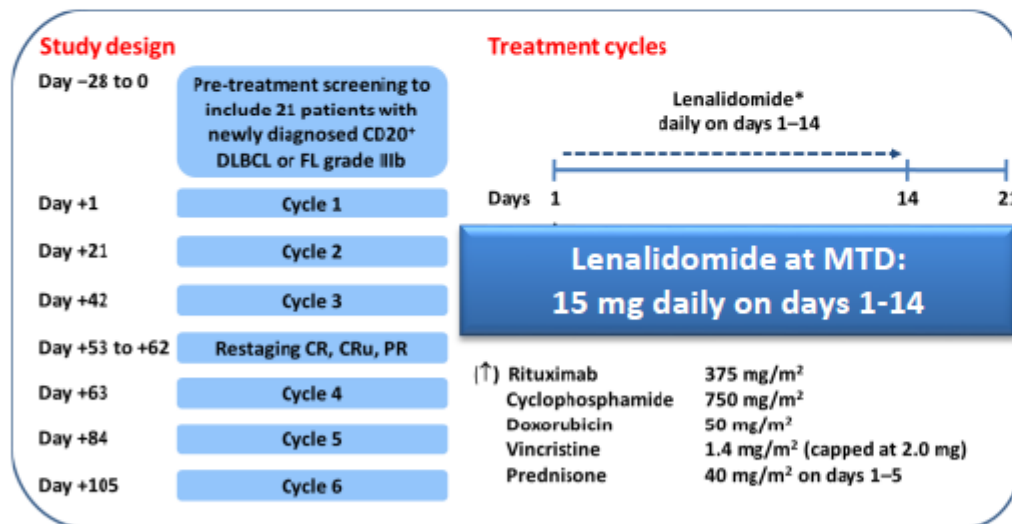 Study design
Day −28 to 0
Pre-treatment screening to
include 21 patients with
newly diagnosed CD20⁺
DLBCL or FL grade IIIb
Day +1
Cycle 1
Day +21
Cycle 2
Day +42
Cycle 3
Day +53 to +62
Restaging CR, CRu, PR
Day +63
Cycle 4
Day +84
Cycle 5
Day +105
Cycle 6
Treatment cycles
Lenalidomide*
daily on days 1–14
Days 1 14 21
Lenalidomide at MTD:
15 mg daily on days 1-14
(↑) Rituximab 375 mg/m²
Cyclophosphamide 750 mg/m²
Doxorubicin 50 mg/m²
Vincristine 1.4 mg/m² (capped at 2.0 mg)
Prednisone 40 mg/m² on days 1–5